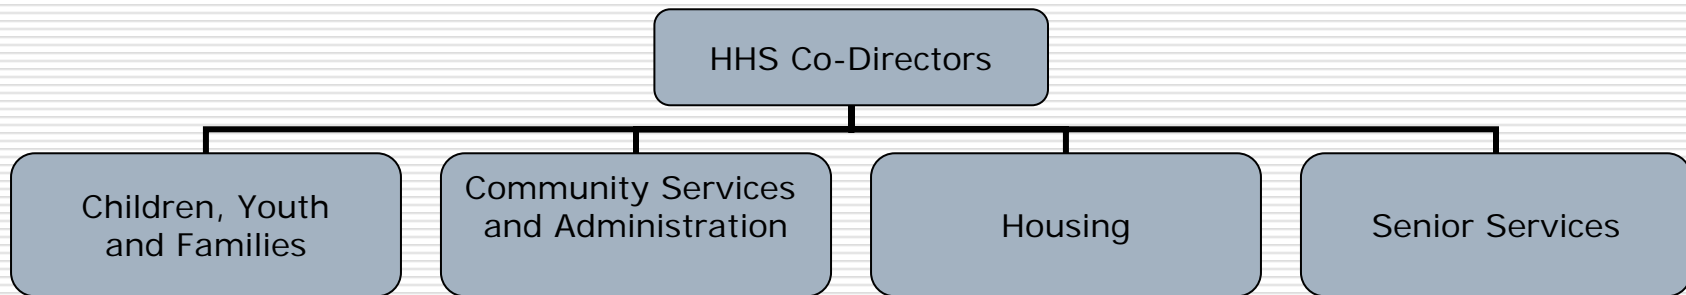 HHS Co-Directors
Children, Youth
and Families
Community Services
and Administration
Housing
Senior Services